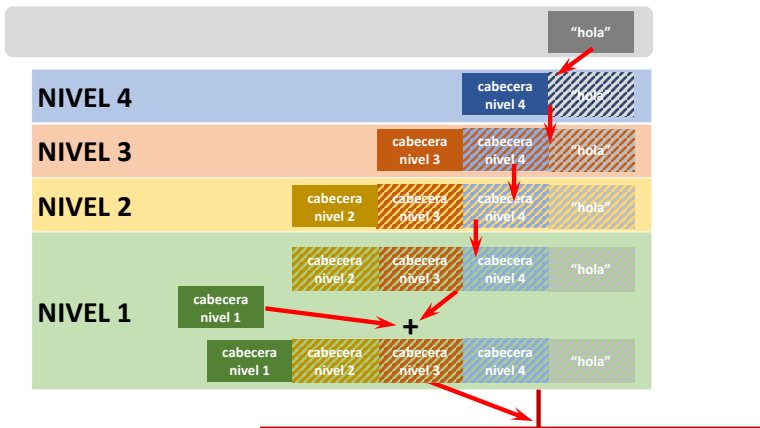 “hola”
NIVEL 4
cabecera
nivel 4
“hola”
NIVEL 3
cabecera
nivel 3
cabecera
nivel 4
“hola”
NIVEL 2
cabecera
nivel 2
cabecera
nivel 3
cabecera
nivel 4
“hola”
NIVEL 1
cabecera
nivel 2
cabecera
nivel 3
cabecera
nivel 4
“hola”
cabecera
nivel 1
+
cabecera
nivel 1
cabecera
nivel 2
cabecera
nivel 3
cabecera
nivel 4
“hola”